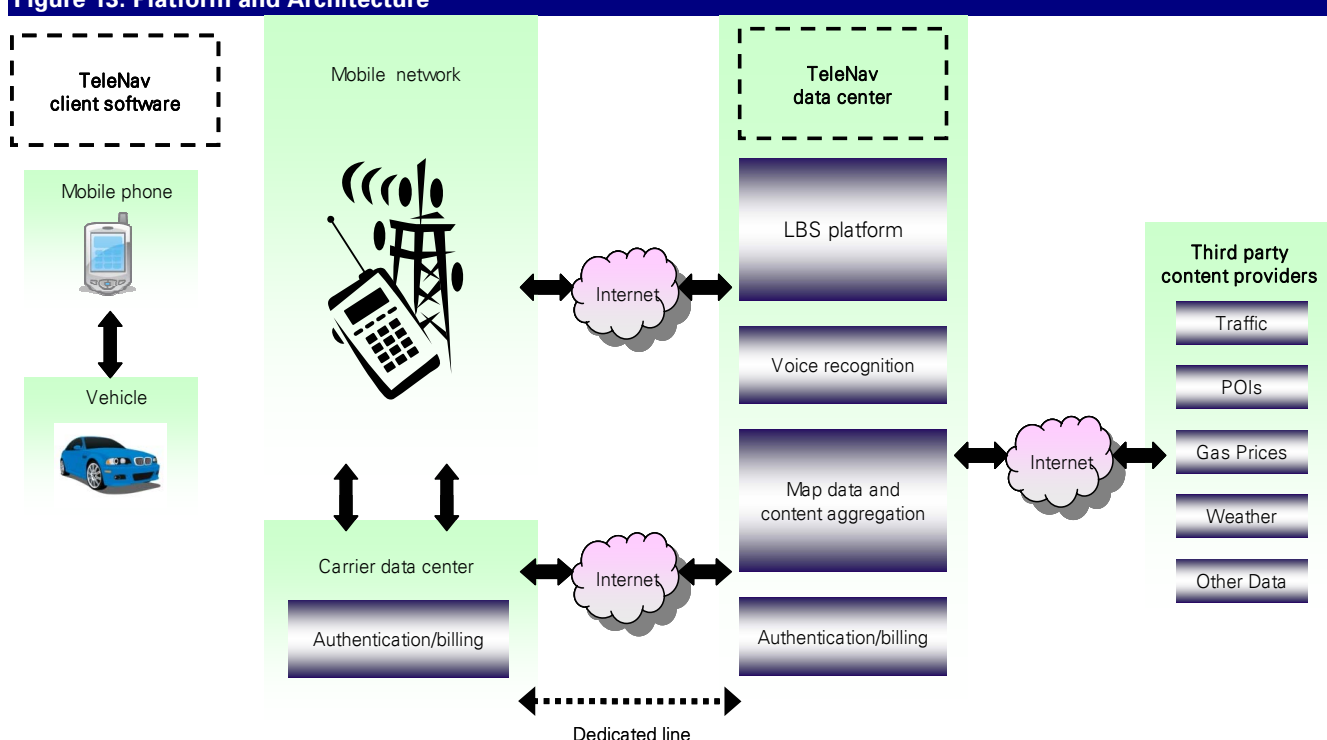 Figure 13: Platform and Architecture
TeleNav
client software
Mobile phone
Vehicle
Mobile network
Internet
Carrier data center
Authentication/billing
Internet
Dedicated line
TeleNav
data center
LBS platform
Voice recognition
Map data and
content aggregation
Authentication/billing
Internet
Third party
content providers
Traffic
POIs
Gas Prices
Weather
Other Data